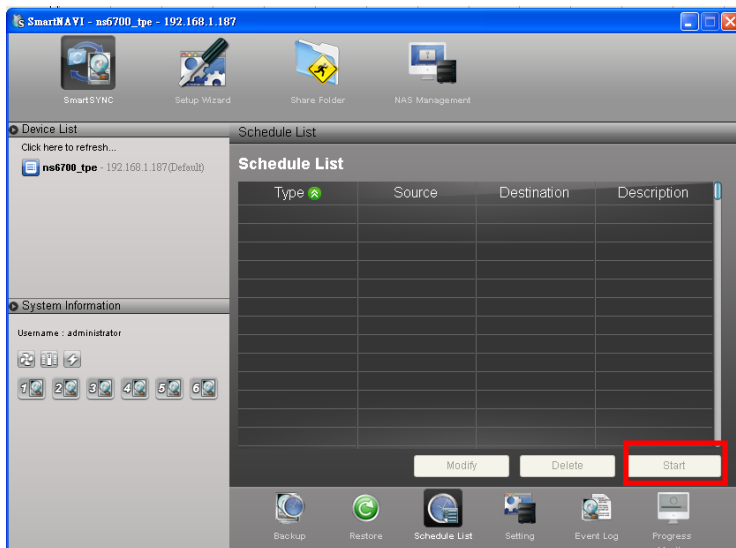 SmartNAVI - ns6700_tpe - 192.168.1.187
SmartSYNC
Setup Wizard
Share Folder
NAS Management
Device List
Click here to refresh...
ns6700_tpe - 192.168.1.187(Default)
System Information
Username : administrator
1 2 3 4 5 6
Schedule List
Schedule List
Type Source Destination Description
Modify Delete Start
Backup Restore Schedule List Setting Event Log Progress